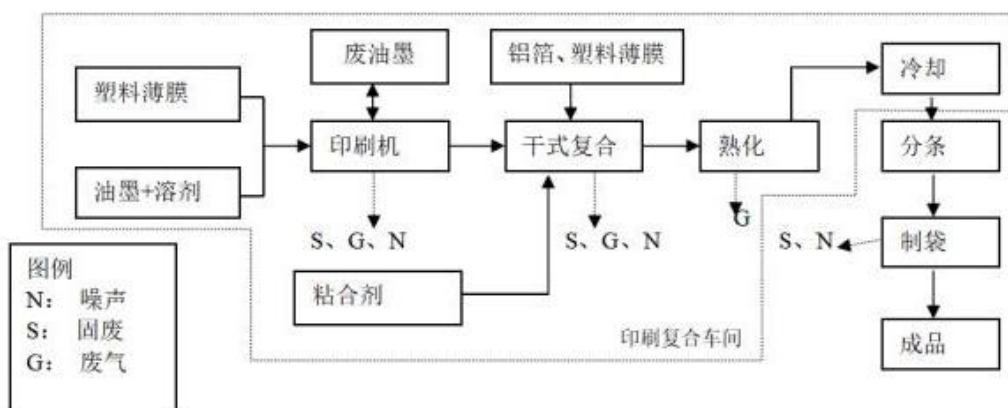 废油墨
铝箔、塑料薄膜
冷却
塑料薄膜
印刷机
干式复合
熟化
分条
油墨+溶剂
G
S、G、N
S、G、N
S、N
制袋
图例
N： 噪声
S： 固废
G： 废气
粘合剂
印刷复合车间
成品